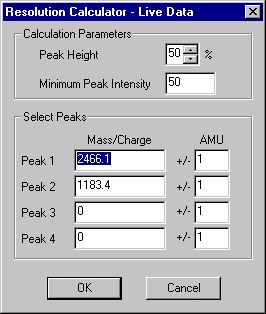 Resolution Calculator - Live Data
Calculation Parameters
Peak Height 50 %
Minimum Peak Intensity 50
Select Peaks
Mass/Charge AMU
Peak 1 2466.1 +/- 1
Peak 2 1183.4 +/- 1
Peak 3 0 +/- 1
Peak 4 0 +/- 1
OK Cancel